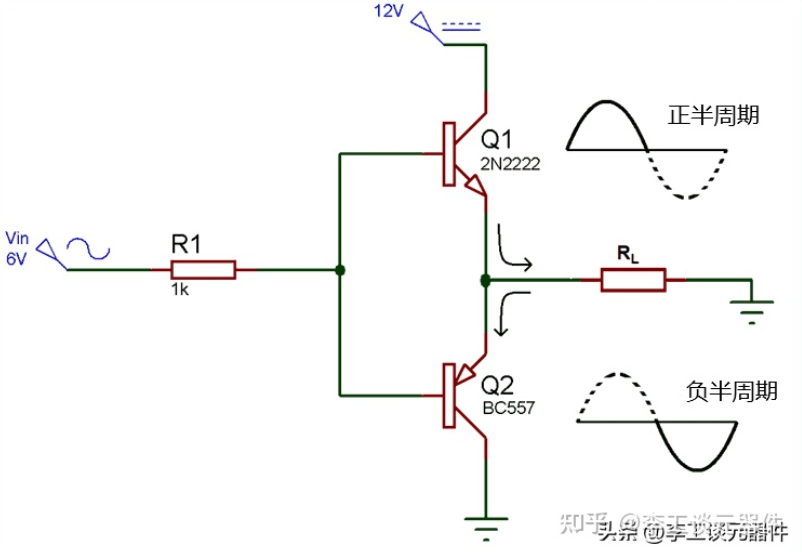 12V
Q1
2N2222
正半周期
Vin
6V
R1
1k
RL
Q2
BC557
负半周期
知乎 @李工谈元器件
头条 @李工谈元器件